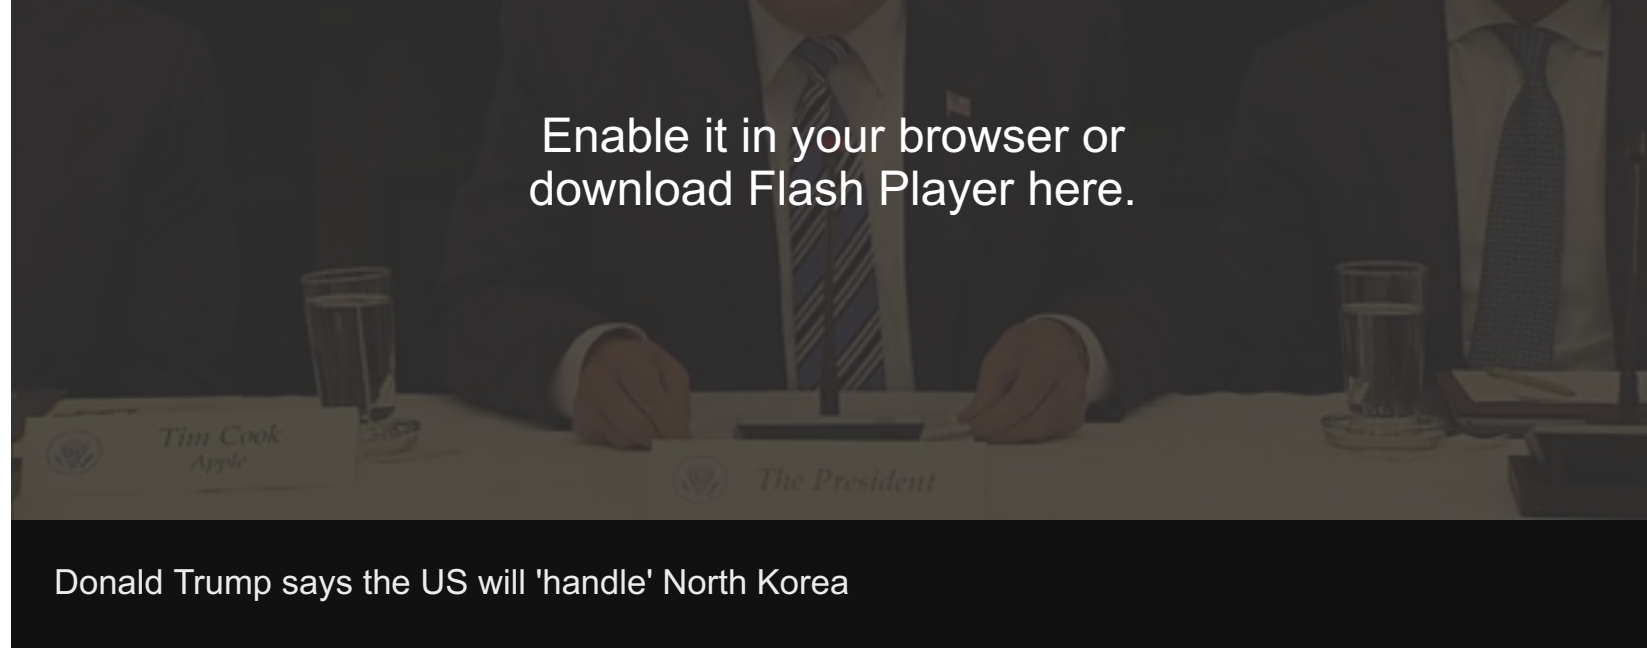 Enable it in your browser or
download Flash Player here.
Tim Cook
Apple
The President
Donald Trump says the US will 'handle' North Korea